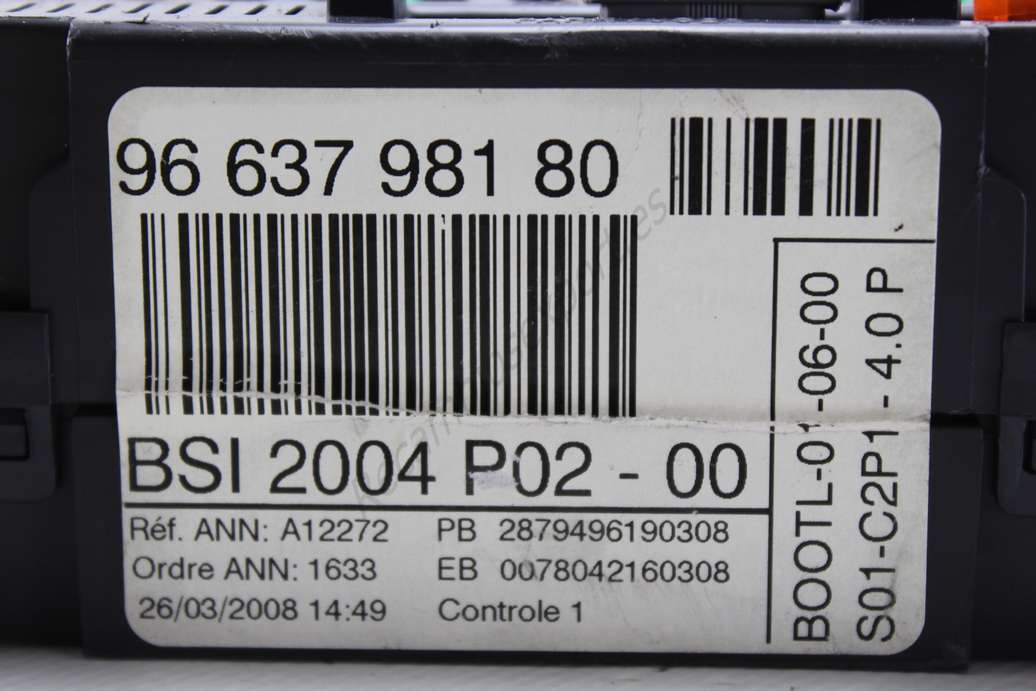 96 637 981 80
BSI 2004 P02 - 00
Réf. ANN: A12272 PB 2879496190308
Ordre ANN: 1633 EB 0078042160308
26/03/2008 14:49 Controle 1
BOOTL-01-06-00
S01-C2P1 - 4.0 P